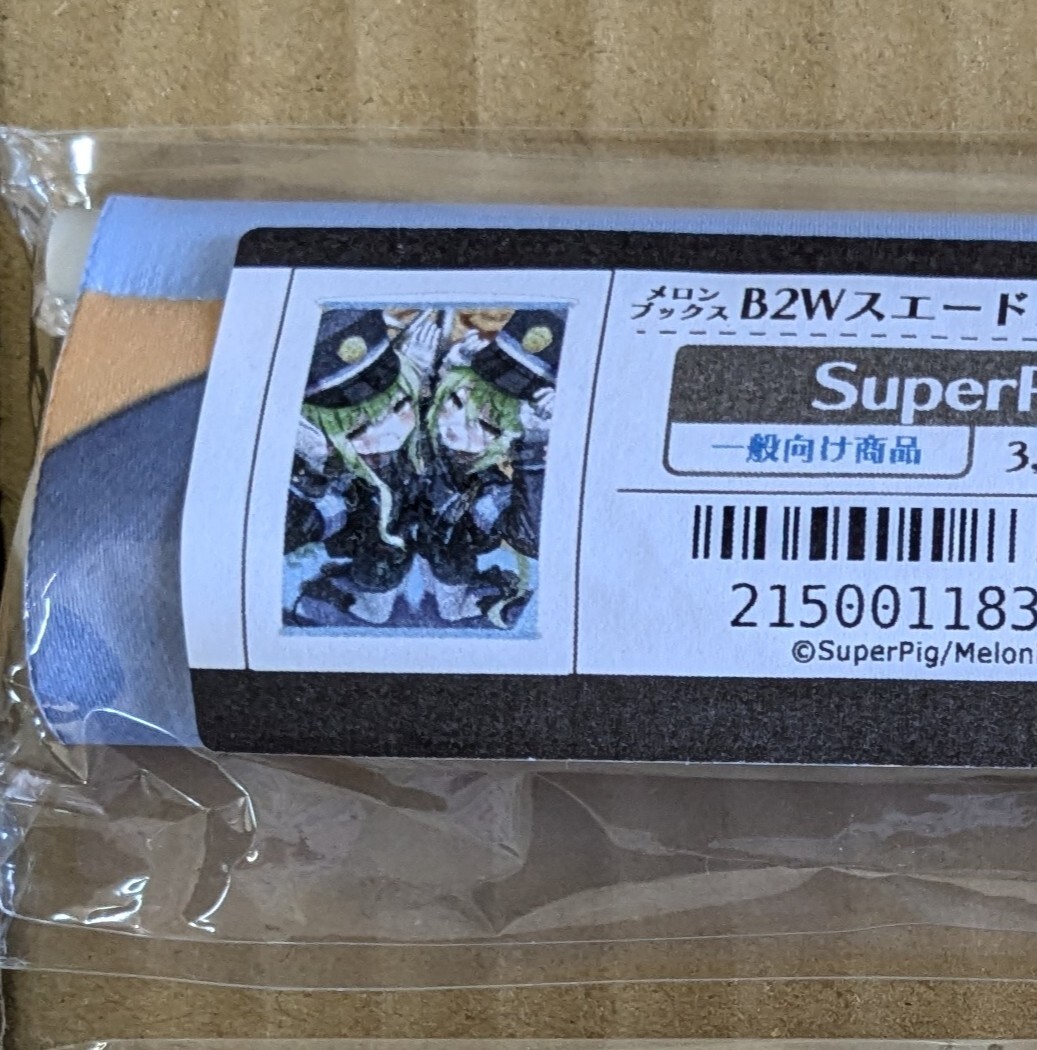 メロン
ブックス B2Wスエード
SuperP
一般向け商品
3,
215001183
©SuperPig/Melon